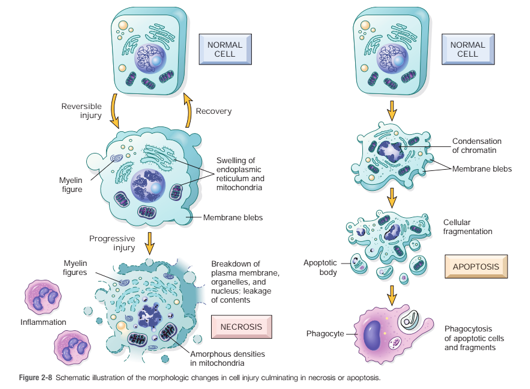 NORMAL
CELL
Reversible
injury
Recovery
Myelin
figure
Swelling of
endoplasmic
reticulum and
mitochondria
Membrane blebs
Progressive
injury
Myelin
figures
Breakdown of
plasma membrane,
organelles, and
nucleus; leakage
of contents
Inflammation
NECROSIS
Amorphous densities
in mitochondria
NORMAL
CELL
Condensation
of chromatin
Membrane blebs
Cellular
fragmentation
Apoptotic
body
APOPTOSIS
Phagocyte
Phagocytosis
of apoptotic cells
and fragments
Figure 2-8 Schematic illustration of the morphologic changes in cell injury culminating in necrosis or apoptosis.